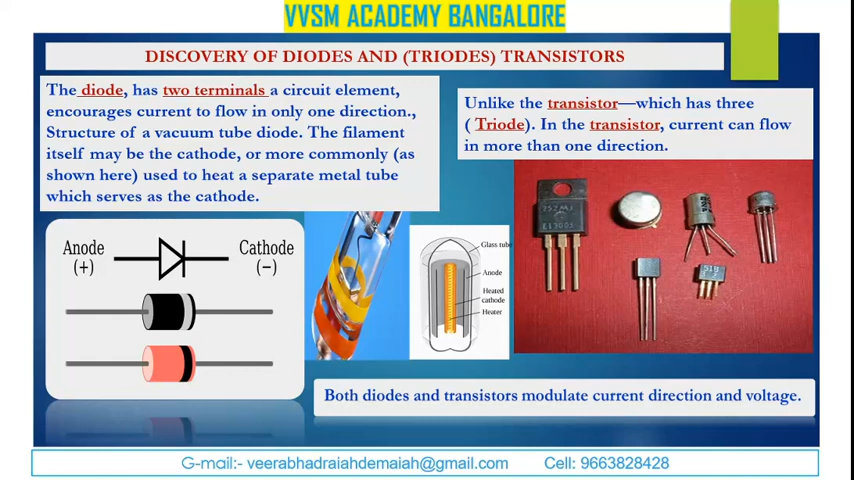 VVSM ACADEMY BANGALORE
DISCOVERY OF DIODES AND (TRIODES) TRANSISTORS
The diode, has two terminals a circuit element,
encourages current to flow in only one direction.,
Structure of a vacuum tube diode. The filament
itself may be the cathode, or more commonly (as
shown here) used to heat a separate metal tube
which serves as the cathode.
Unlike the transistor—which has three
( Triode). In the transistor, current can flow
in more than one direction.
Anode
(+)
Cathode
(−)
Glass tube
Anode
Heated
cathode
Heater
Both diodes and transistors modulate current direction and voltage.
G-mail:- veerabhadraiahdemaiah@gmail.com Cell: 9663828428